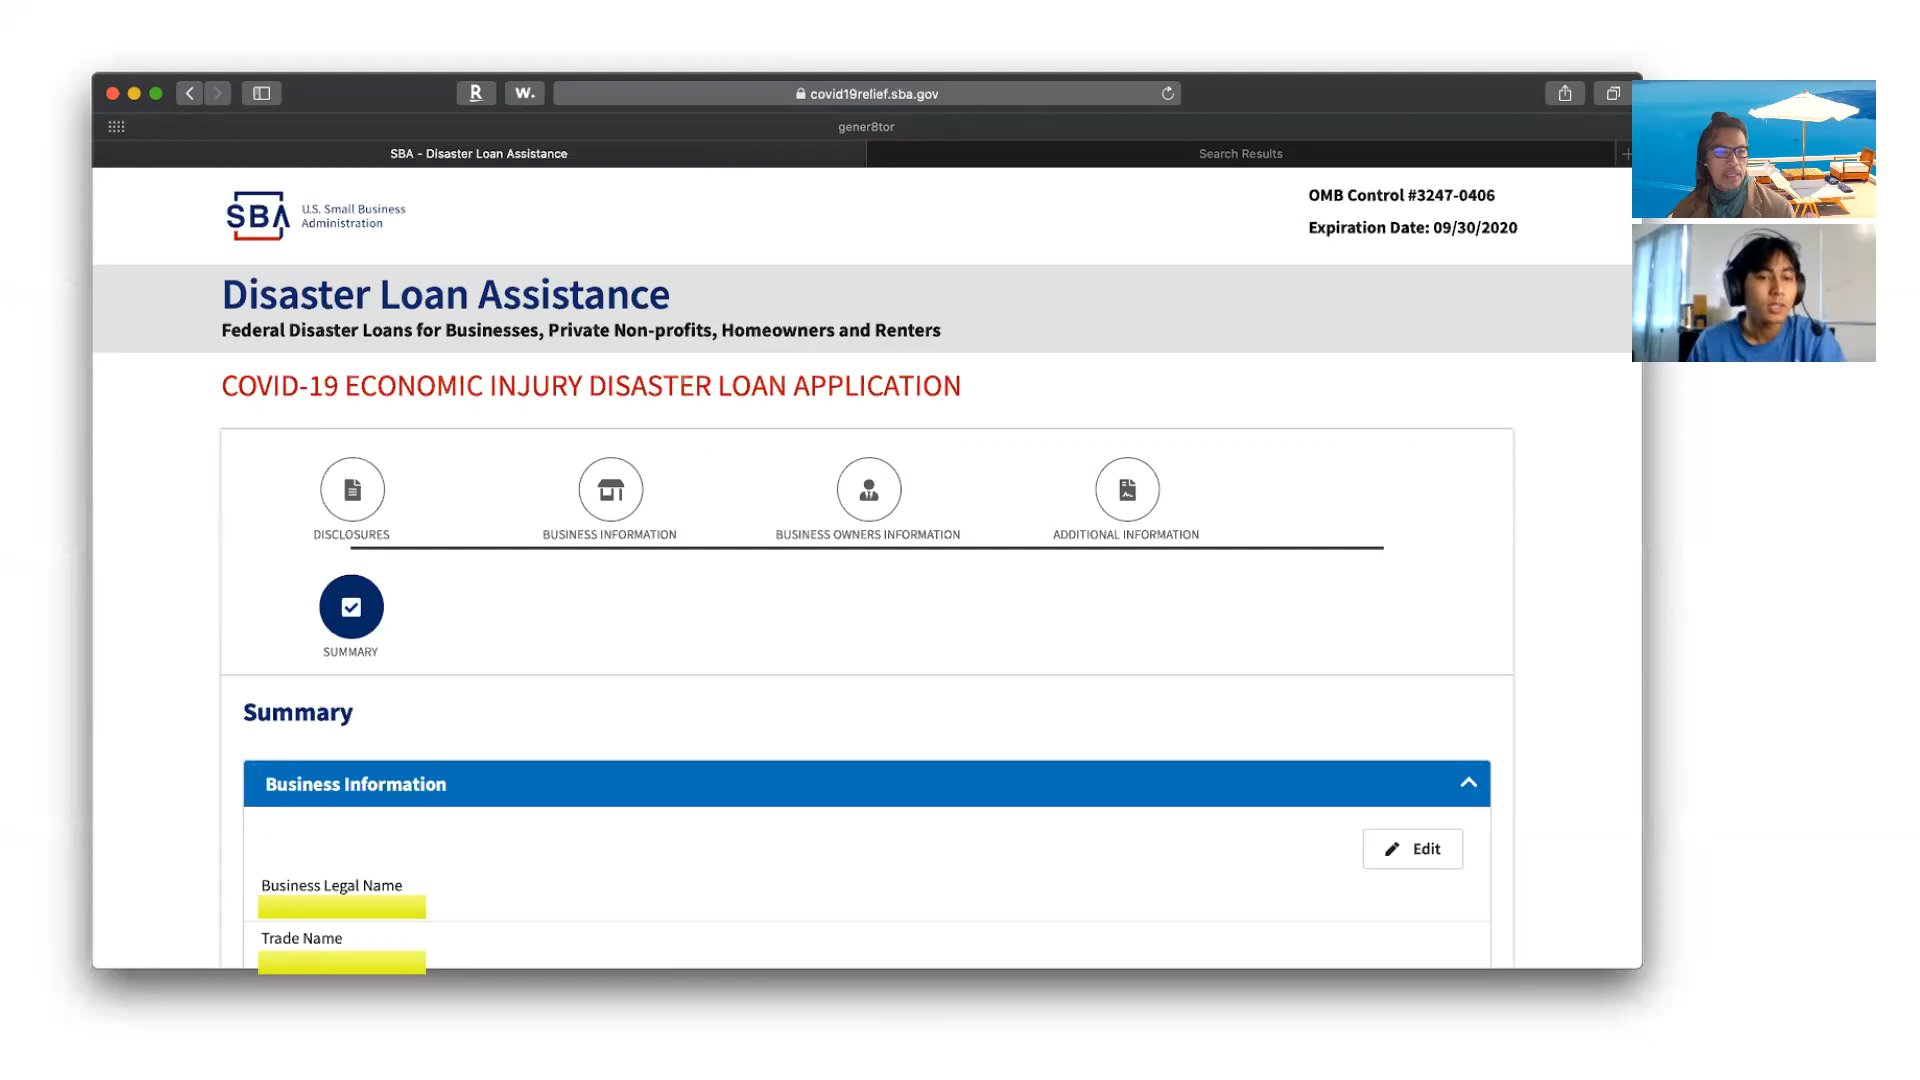 R
W.
covid19relief.sba.gov
gener8tor
SBA - Disaster Loan Assistance
Search Results
SBA
U.S. Small Business
Administration
OMB Control #3247-0406
Expiration Date: 09/30/2020
Disaster Loan Assistance
Federal Disaster Loans for Businesses, Private Non-profits, Homeowners and Renters
COVID-19 ECONOMIC INJURY DISASTER LOAN APPLICATION
DISCLOSURES
BUSINESS INFORMATION
BUSINESS OWNERS INFORMATION
ADDITIONAL INFORMATION
SUMMARY
Summary
Business Information
Edit
Business Legal Name
Trade Name